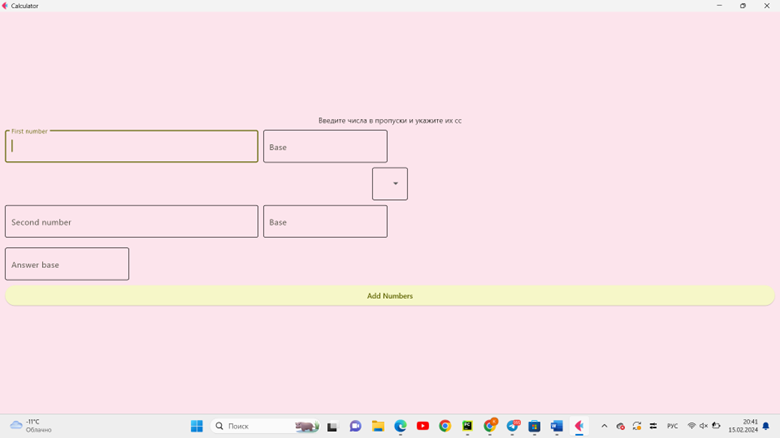 Calculator
Введите числа в пропуски и укажите их сс
First number
Base
Second number
Base
Answer base
Add Numbers
-11°C
Облачно
Поиск
РУС
20:41
15.02.2024